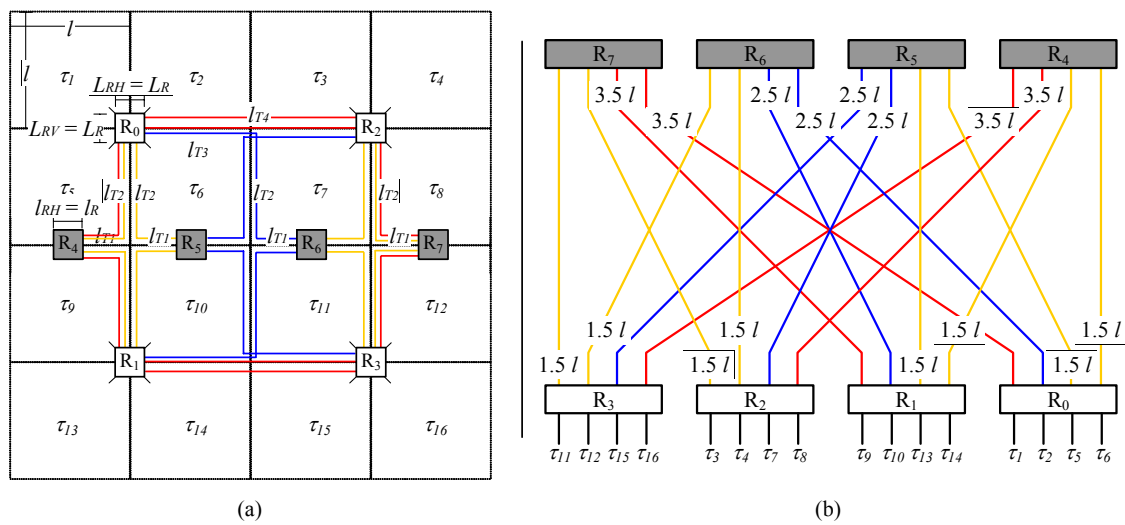 l
τ1 τ2 τ3 τ4
l
LRH = LR
LRV = LR
R0 lT4 R2
lT3
τ5 lT2 lT2 τ6 lT2 τ7 lT2 τ8
lRH = lR
R4 lT1 lT1 R5 lT1 R6 lT1 R7
τ9 τ10 τ11 τ12
R1 R3
τ13 τ14 τ15 τ16
(a)
R7 R6 R5 R4
3.5 l 2.5 l 2.5 l 3.5 l
3.5 l 2.5 l 2.5 l 3.5 l
1.5 l 1.5 l 1.5 l 1.5 l
1.5 l 1.5 l 1.5 l 1.5 l
R3 R2 R1 R0
τ11 τ12 τ15 τ16 τ3 τ4 τ7 τ8 τ9 τ10 τ13 τ14 τ1 τ2 τ5 τ6
(b)